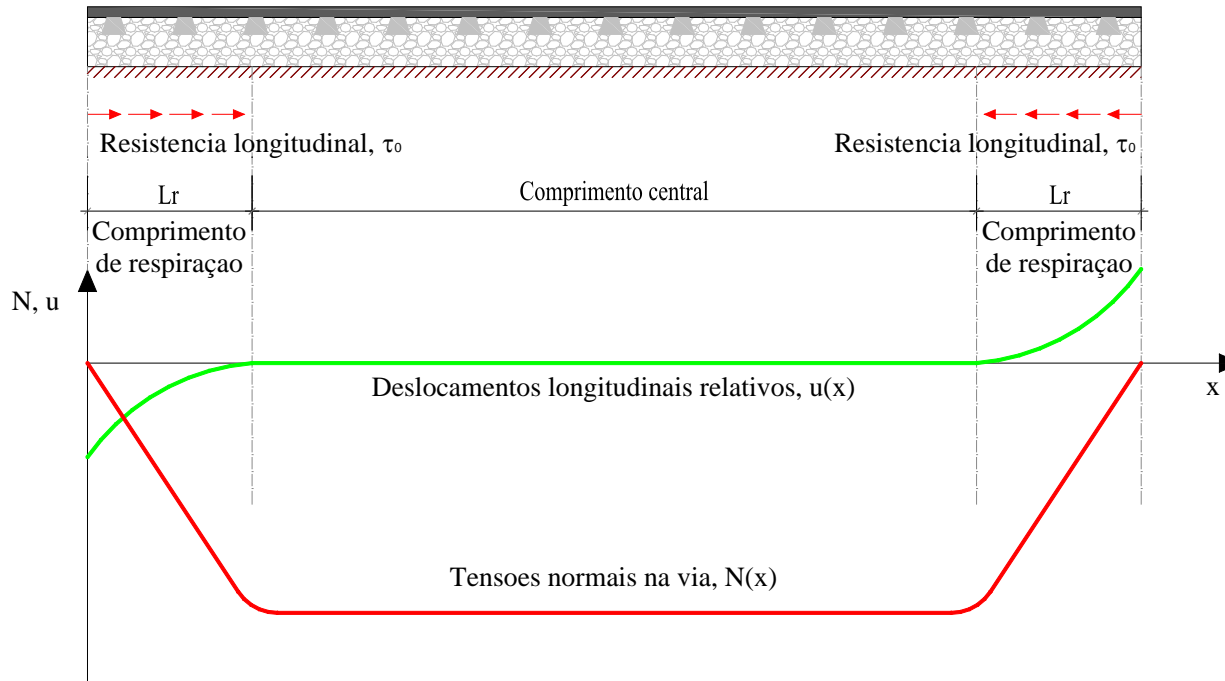 Resistencia longitudinal, τ₀
Resistencia longitudinal, τ₀
Lr
Comprimento central
Lr
Comprimento
de respiraçao
Comprimento
de respiraçao
N, u
Deslocamentos longitudinais relativos, u(x)
x
Tensoes normais na via, N(x)